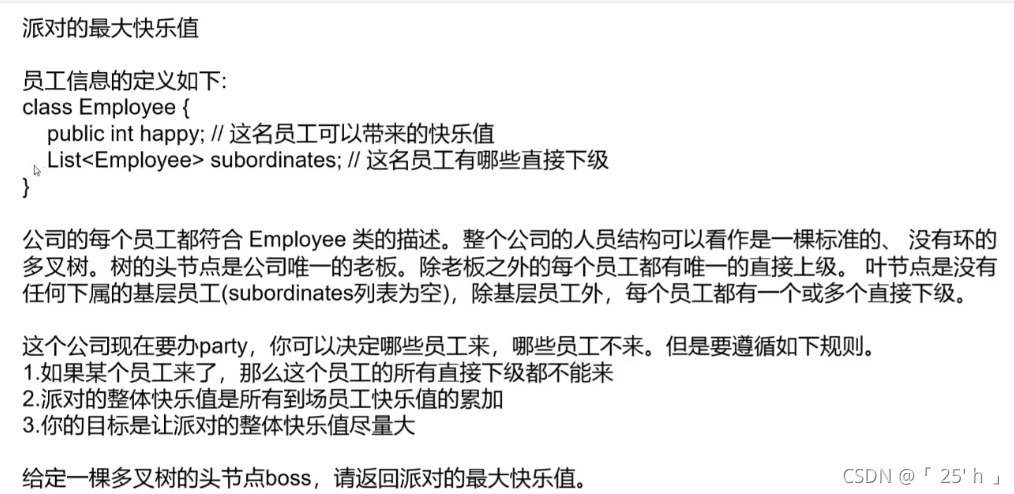 派对的最大快乐值
员工信息的定义如下:
class Employee {
public int happy; // 这名员工可以带来的快乐值
List<Employee> subordinates; // 这名员工有哪些直接下级
}
公司的每个员工都符合 Employee 类的描述。整个公司的人员结构可以看作是一棵标准的、 没有环的
多叉树。树的头节点是公司唯一的老板。除老板之外的每个员工都有唯一的直接上级。 叶节点是没有
任何下属的基层员工(subordinates列表为空)，除基层员工外，每个员工都有一个或多个直接下级。
这个公司现在要办party，你可以决定哪些员工来，哪些员工不来。但是要遵循如下规则。
1.如果某个员工来了，那么这个员工的所有直接下级都不能来
2.派对的整体快乐值是所有到场员工快乐值的累加
3.你的目标是让派对的整体快乐值尽量大
给定一棵多叉树的头节点boss，请返回派对的最大快乐值。
CSDN @「 25' h 」